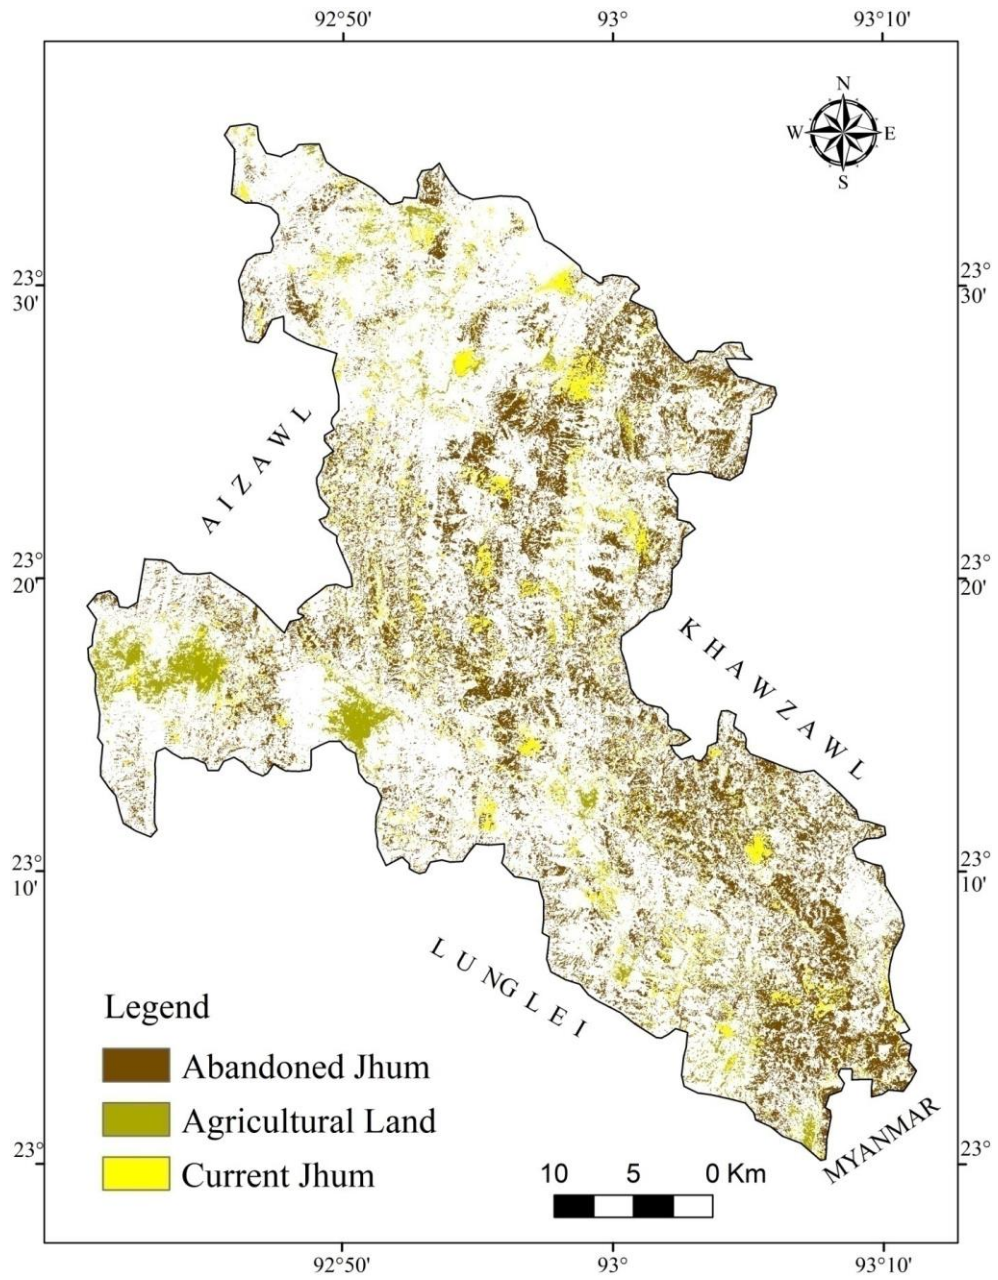 92°50' 93° 93°10'
N
W E
S
23° 23°
30' 30'
AIZAWL
23° 23°
20' 20'
KHAWZAWL
23° 23°
10' 10'
LUNGLEI
Legend
Abandoned Jhum
Agricultural Land
Current Jhum
23° 23°
MYANMAR
10 5 0 Km
92°50' 93° 93°10'